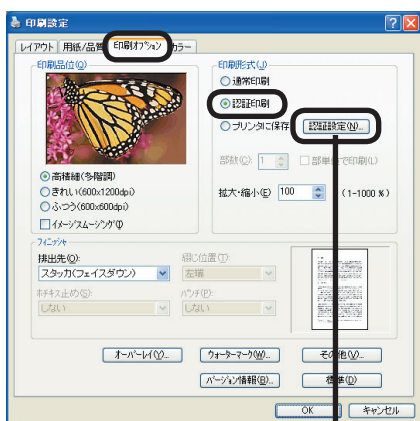 印刷設定
レイアウト 用紙/品質 印刷オプション カラー
印刷品位(Q)
高精細(多階調)
きれい(600x1200dpi)
ふつう(600x600dpi)
イメージスムージング(I)
印刷形式(J)
通常印刷
認証印刷
プリンタに保存 認証設定(N)...
部数(C): 1 部単位で印刷(L)
拡大・縮小(E) 100 (1-1000 %)
フィニッシャ
排出先(O):
スタッカ(フェイスダウン)
綴じ位置(T):
左端
ホチキス止め(S):
しない
パンチ(P):
しない
オーバーレイ(Y)... ウォーターマーク(W)... その他(V)...
バージョン情報(B)... 標準(D)
OK キャンセル